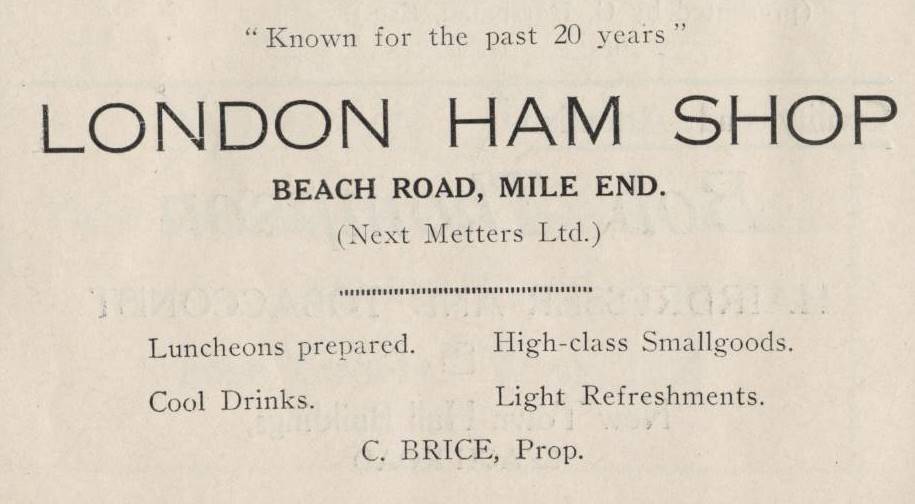 "Known for the past 20 years"
LONDON HAM SHOP
BEACH ROAD, MILE END.
(Next Metters Ltd.)
Luncheons prepared. High-class Smallgoods.
Cool Drinks. Light Refreshments.
C. BRICE, Prop.